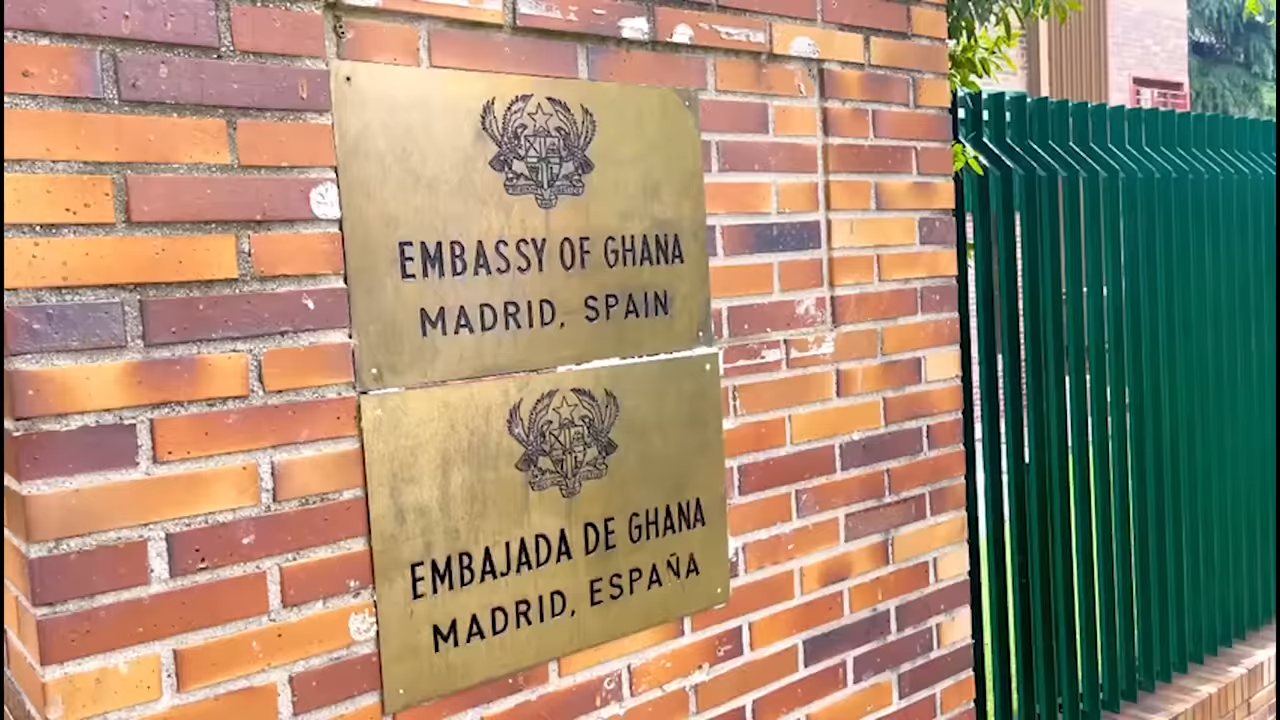 EMBASSY OF GHANA
MADRID, SPAIN
EMBAJADA DE GHANA
MADRID, ESPAÑA